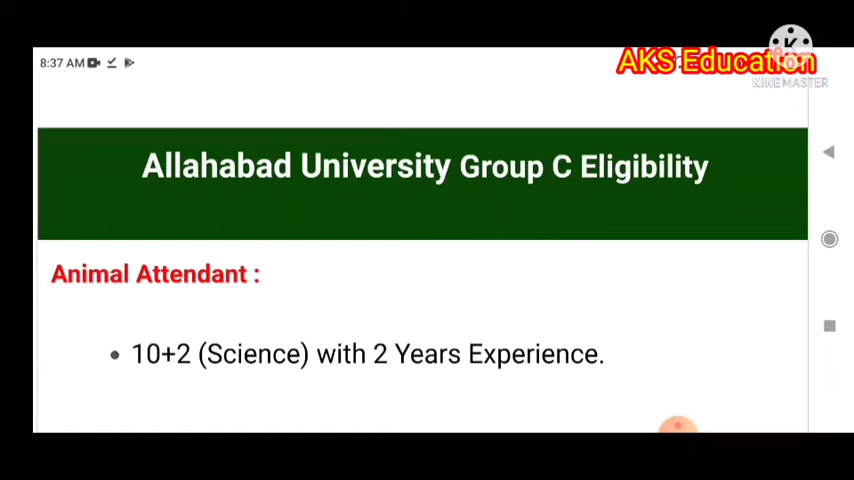 8:37 AM
AKS Education
KINEMASTER
Allahabad University Group C Eligibility
Animal Attendant :
• 10+2 (Science) with 2 Years Experience.